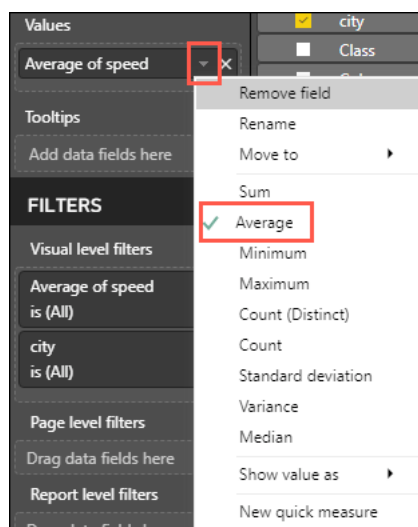 Values
Average of speed
Tooltips
Add data fields here
FILTERS
Visual level filters
Average of speed
is (All)
city
is (All)
Page level filters
Drag data fields here
Report level filters
city
Class
Remove field
Rename
Move to
Sum
Average
Minimum
Maximum
Count (Distinct)
Count
Standard deviation
Variance
Median
Show value as
New quick measure